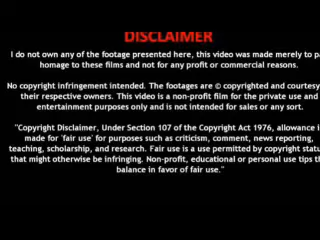 DISCLAIMER
I do not own any of the footage presented here, this video was made merely to pa
homage to these films and not for any profit or commercial reasons.
No copyright infringement intended. The footages are © copyrighted and courtesy
their respective owners. This video is a non-profit film for the private use and
entertainment purposes only and is not intended for sales or any sort.
"Copyright Disclaimer, Under Section 107 of the Copyright Act 1976, allowance i
made for 'fair use' for purposes such as criticism, comment, news reporting,
teaching, scholarship, and research. Fair use is a use permitted by copyright statu
that might otherwise be infringing. Non-profit, educational or personal use tips th
balance in favor of fair use."